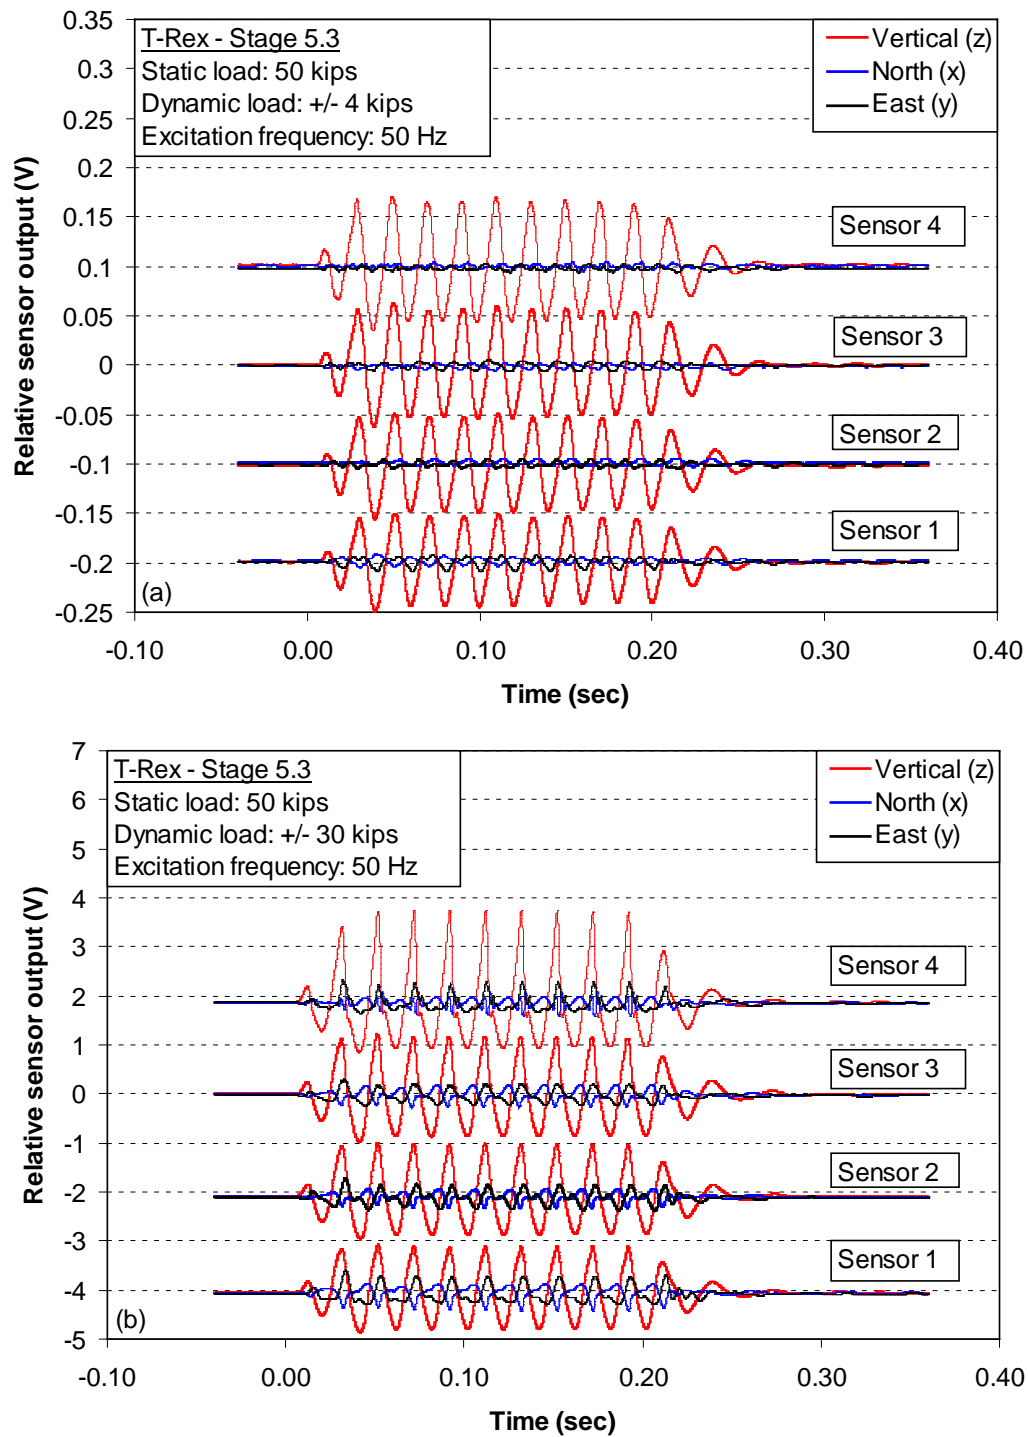 T-Rex - Stage 5.3
Static load: 50 kips
Dynamic load: +/- 4 kips
Excitation frequency: 50 Hz
Vertical (z)
North (x)
East (y)
Relative sensor output (V)
0.35
0.3
0.25
0.2
0.15
0.1
0.05
0
-0.05
-0.1
-0.15
-0.2
-0.25
Sensor 4
Sensor 3
Sensor 2
Sensor 1
(a)
-0.10 0.00 0.10 0.20 0.30 0.40
Time (sec)
T-Rex - Stage 5.3
Static load: 50 kips
Dynamic load: +/- 30 kips
Excitation frequency: 50 Hz
Vertical (z)
North (x)
East (y)
Relative sensor output (V)
7
6
5
4
3
2
1
0
-1
-2
-3
-4
-5
Sensor 4
Sensor 3
Sensor 2
Sensor 1
(b)
-0.10 0.00 0.10 0.20 0.30 0.40
Time (sec)